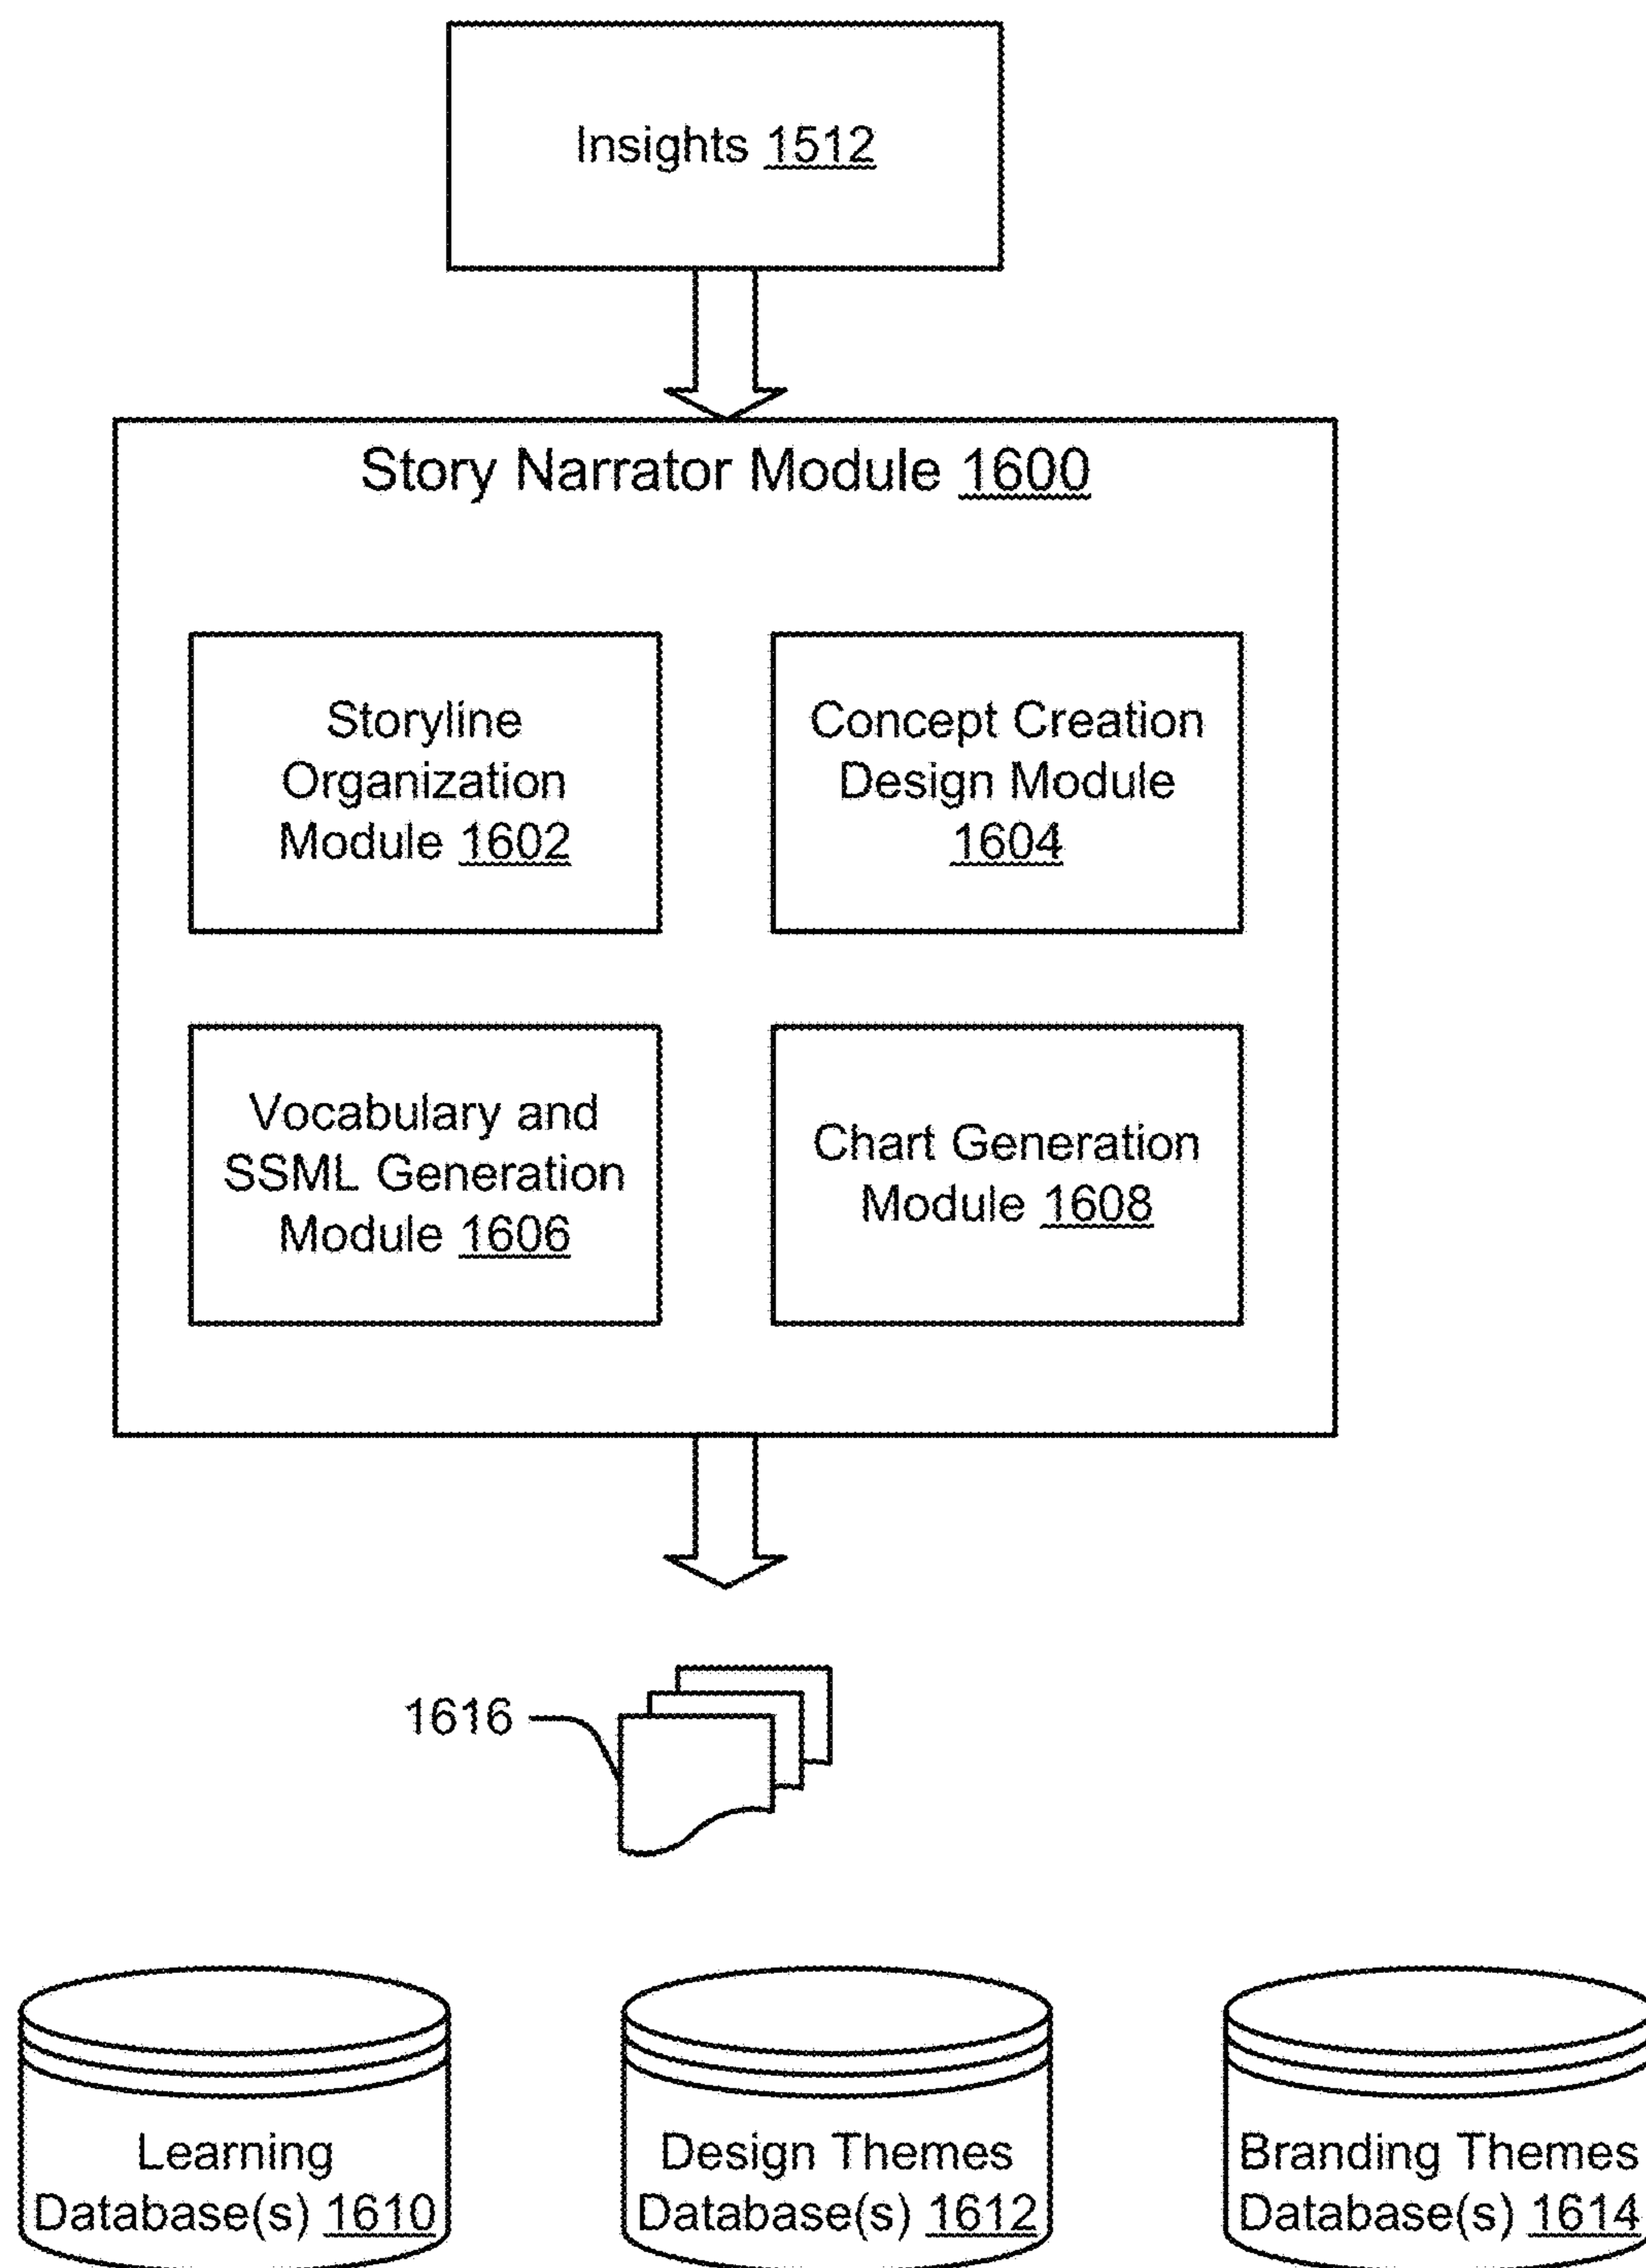 Insights 1512
Story Narrator Module 1600
Storyline
Organization
Module 1602
Concept Creation
Design Module
1604
Vocabulary and
SSML Generation
Module 1606
Chart Generation
Module 1608
1616
Learning
Database(s) 1610
Design Themes
Database(s) 1612
Branding Themes
Database(s) 1614